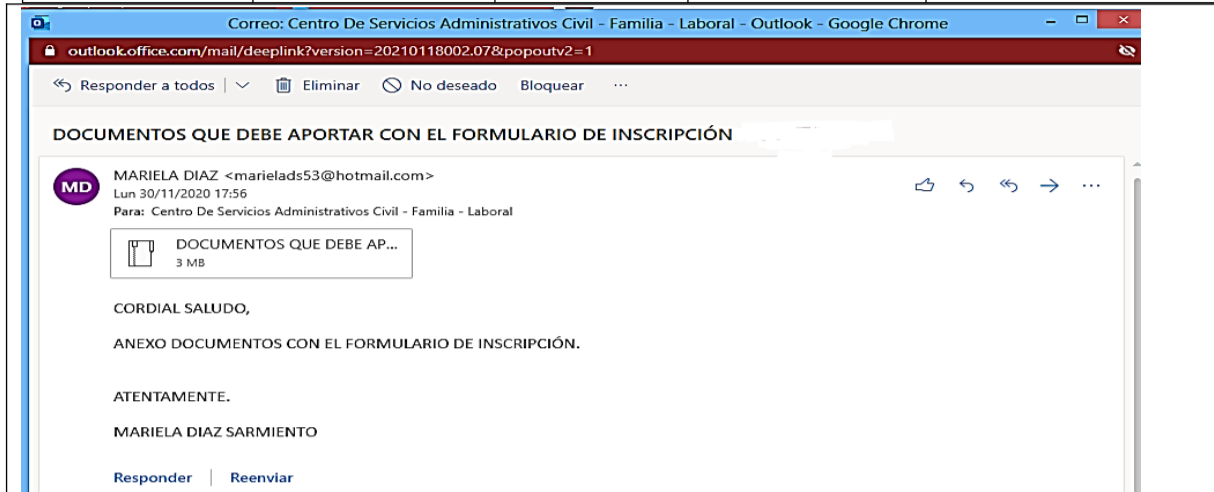 Correo: Centro De Servicios Administrativos Civil - Familia - Laboral - Outlook - Google Chrome
outlook.office.com/mail/deeplink?version=20210118002.07&popoutv2=1
Responder a todos Eliminar No deseado Bloquear ...
DOCUMENTOS QUE DEBE APORTAR CON EL FORMULARIO DE INSCRIPCIÓN
MD
MARIELA DIAZ <marielads53@hotmail.com>
Lun 30/11/2020 17:56
Para: Centro De Servicios Administrativos Civil - Familia - Laboral
DOCUMENTOS QUE DEBE AP...
3 MB
CORDIAL SALUDO,
ANEXO DOCUMENTOS CON EL FORMULARIO DE INSCRIPCIÓN.
ATENTAMENTE.
MARIELA DIAZ SARMIENTO
Responder | Reenviar